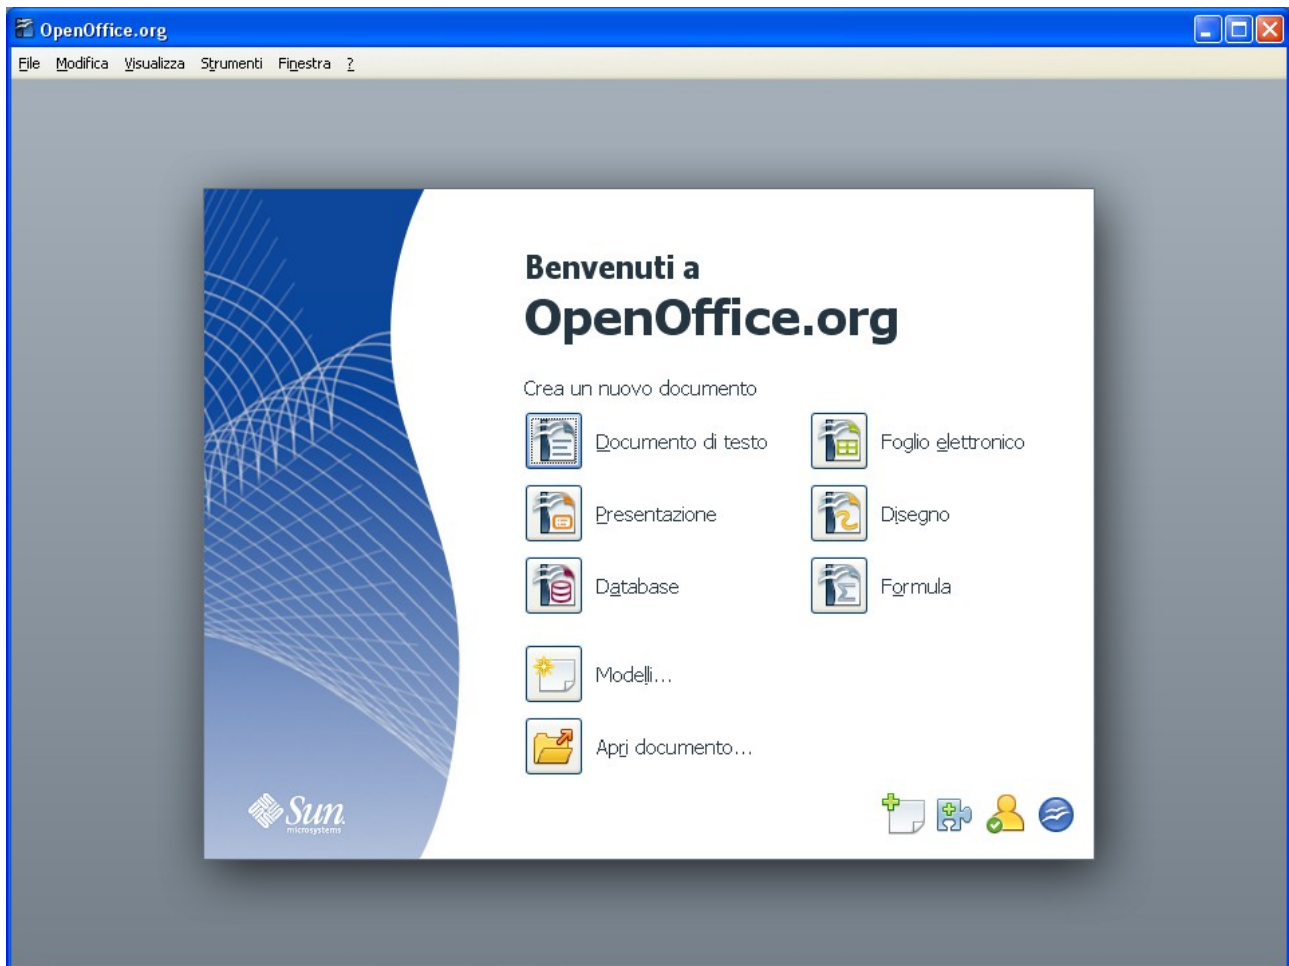 OpenOffice.org
File Modifica Visualizza Strumenti Finestra ?
Benvenuti a
OpenOffice.org
Crea un nuovo documento
Documento di testo Foglio elettronico
Presentazione Disegno
Database Formula
Modelli...
Apri documento...
Sun
microsystems